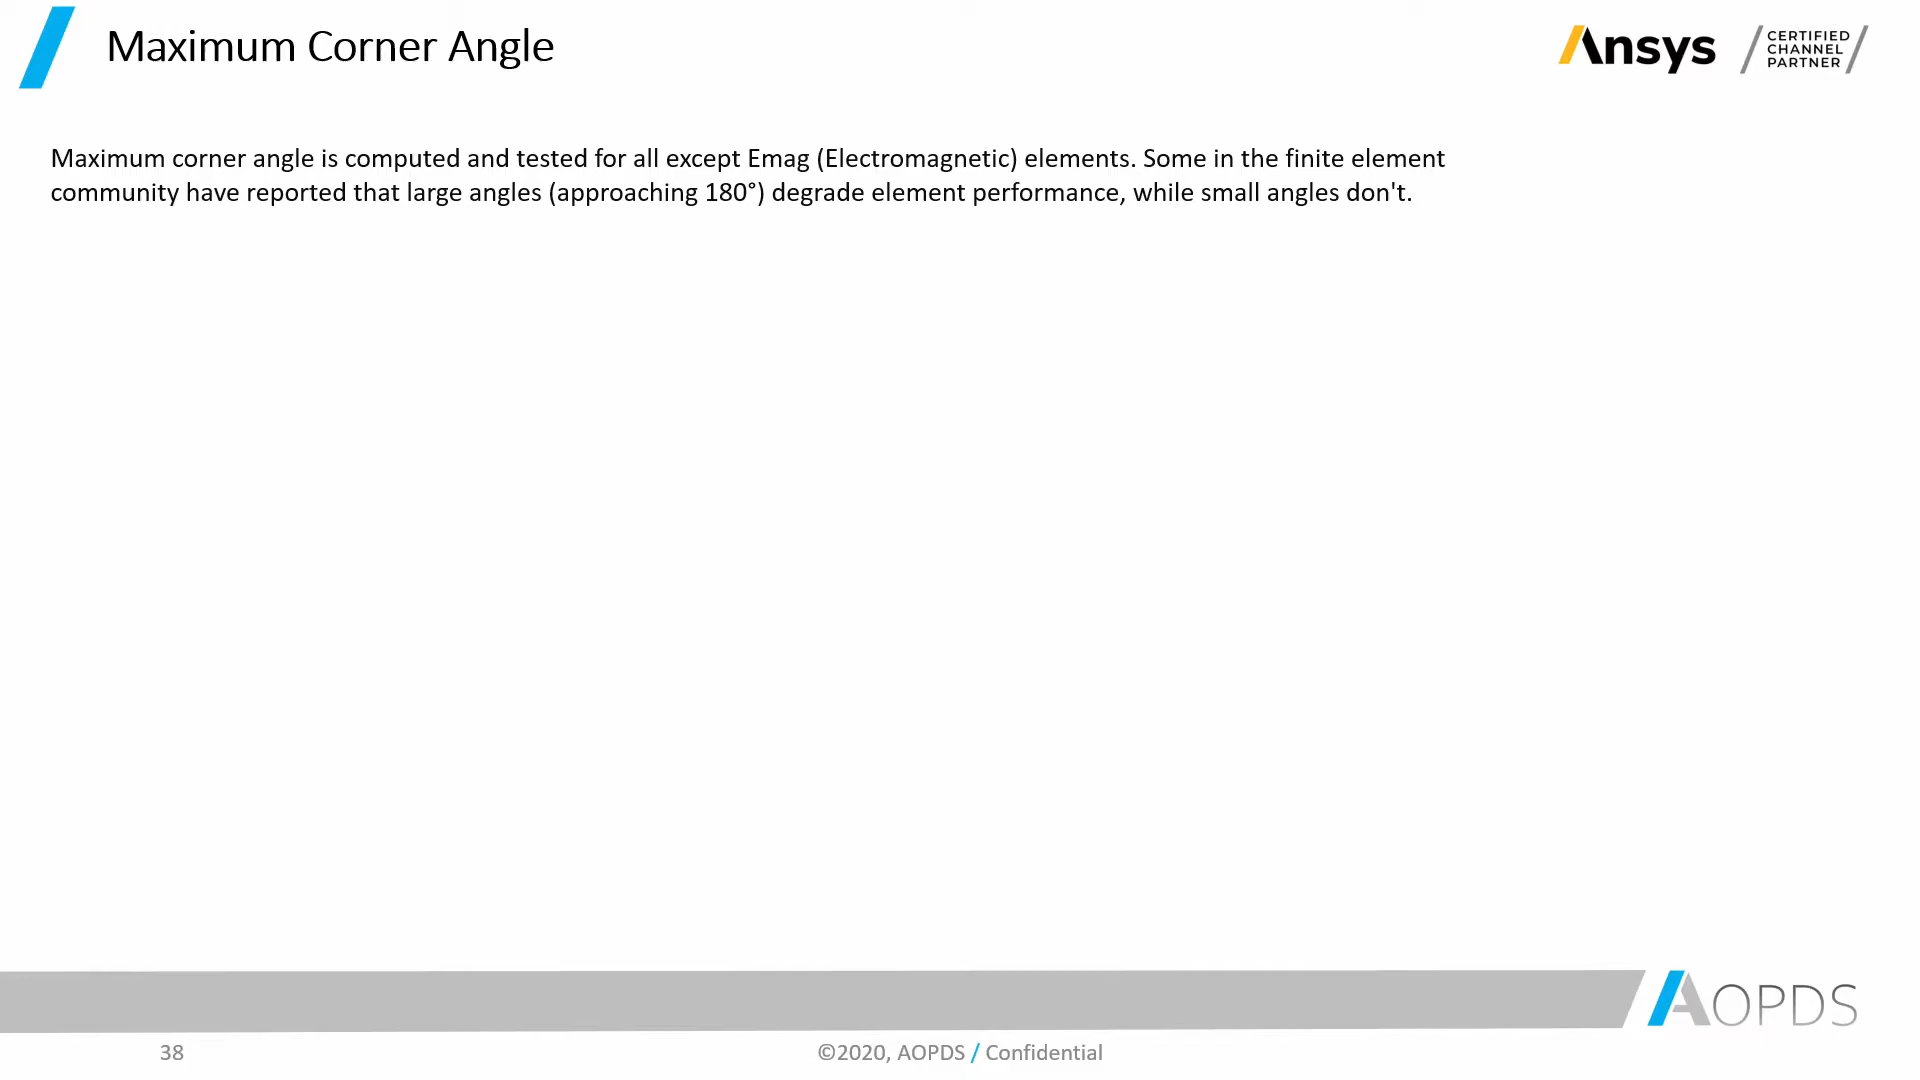 Maximum Corner Angle
Ansys
CERTIFIED
CHANNEL
PARTNER
Maximum corner angle is computed and tested for all except Emag (Electromagnetic) elements. Some in the finite element
community have reported that large angles (approaching 180°) degrade element performance, while small angles don't.
AOPDS
38
©2020, AOPDS / Confidential